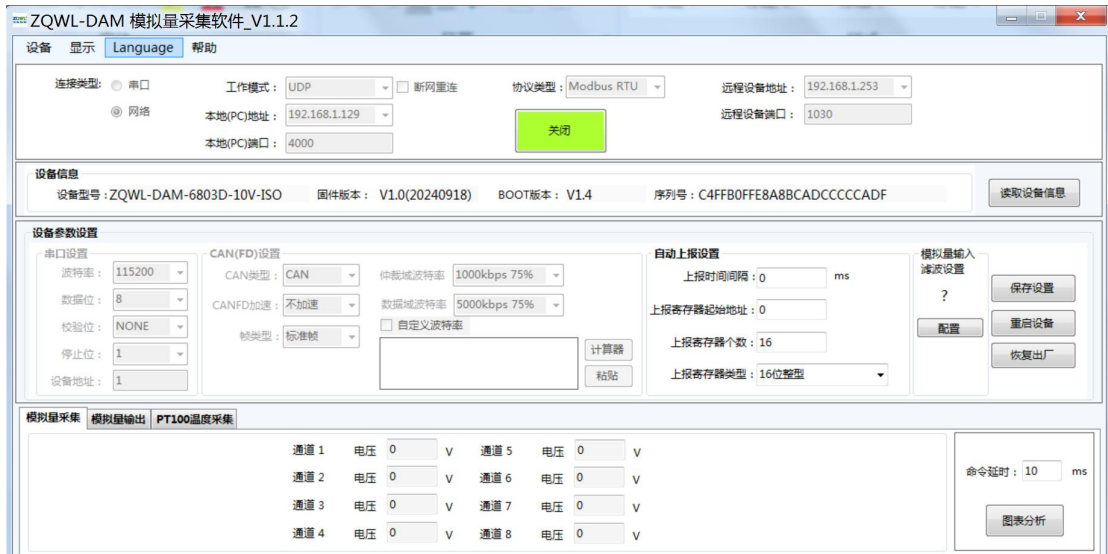 ZQWL-DAM 模拟量采集软件_V1.1.2
设备 显示 Language 帮助
连接类型: 串口 工作模式: UDP 断网重连 协议类型: Modbus RTU 远程设备地址: 192.168.1.253
网络 本地(PC)地址: 192.168.1.129 关闭 远程设备端口: 1030
本地(PC)端口: 4000
设备信息
设备型号:ZQWL-DAM-6803D-10V-ISO 固件版本: V1.0(20240918) BOOT版本: V1.4 序列号: C4FFB0FFE8A8BCADCCCCCADF 读取设备信息
设备参数设置
串口设置 CAN(FD)设置 自动上报设置 模拟量输入
滤波设置
波特率: 115200 CAN类型: CAN 仲裁域波特率 1000kbps 75% 上报时间间隔: 0 ms ? 保存设置
数据位: 8 CANFD加速: 不加速 数据域波特率 5000kbps 75% 上报寄存器起始地址: 0
校验位: NONE 帧类型: 标准帧 自定义波特率 上报寄存器个数: 16 配置 重启设备
停止位: 1 计算器 恢复出厂
设备地址: 1 粘贴 上报寄存器类型: 16位整型
模拟量采集 模拟量输出 PT100温度采集
通道 1 电压 0 V 通道 5 电压 0 V
通道 2 电压 0 V 通道 6 电压 0 V 命令延时: 10 ms
通道 3 电压 0 V 通道 7 电压 0 V 图表分析
通道 4 电压 0 V 通道 8 电压 0 V